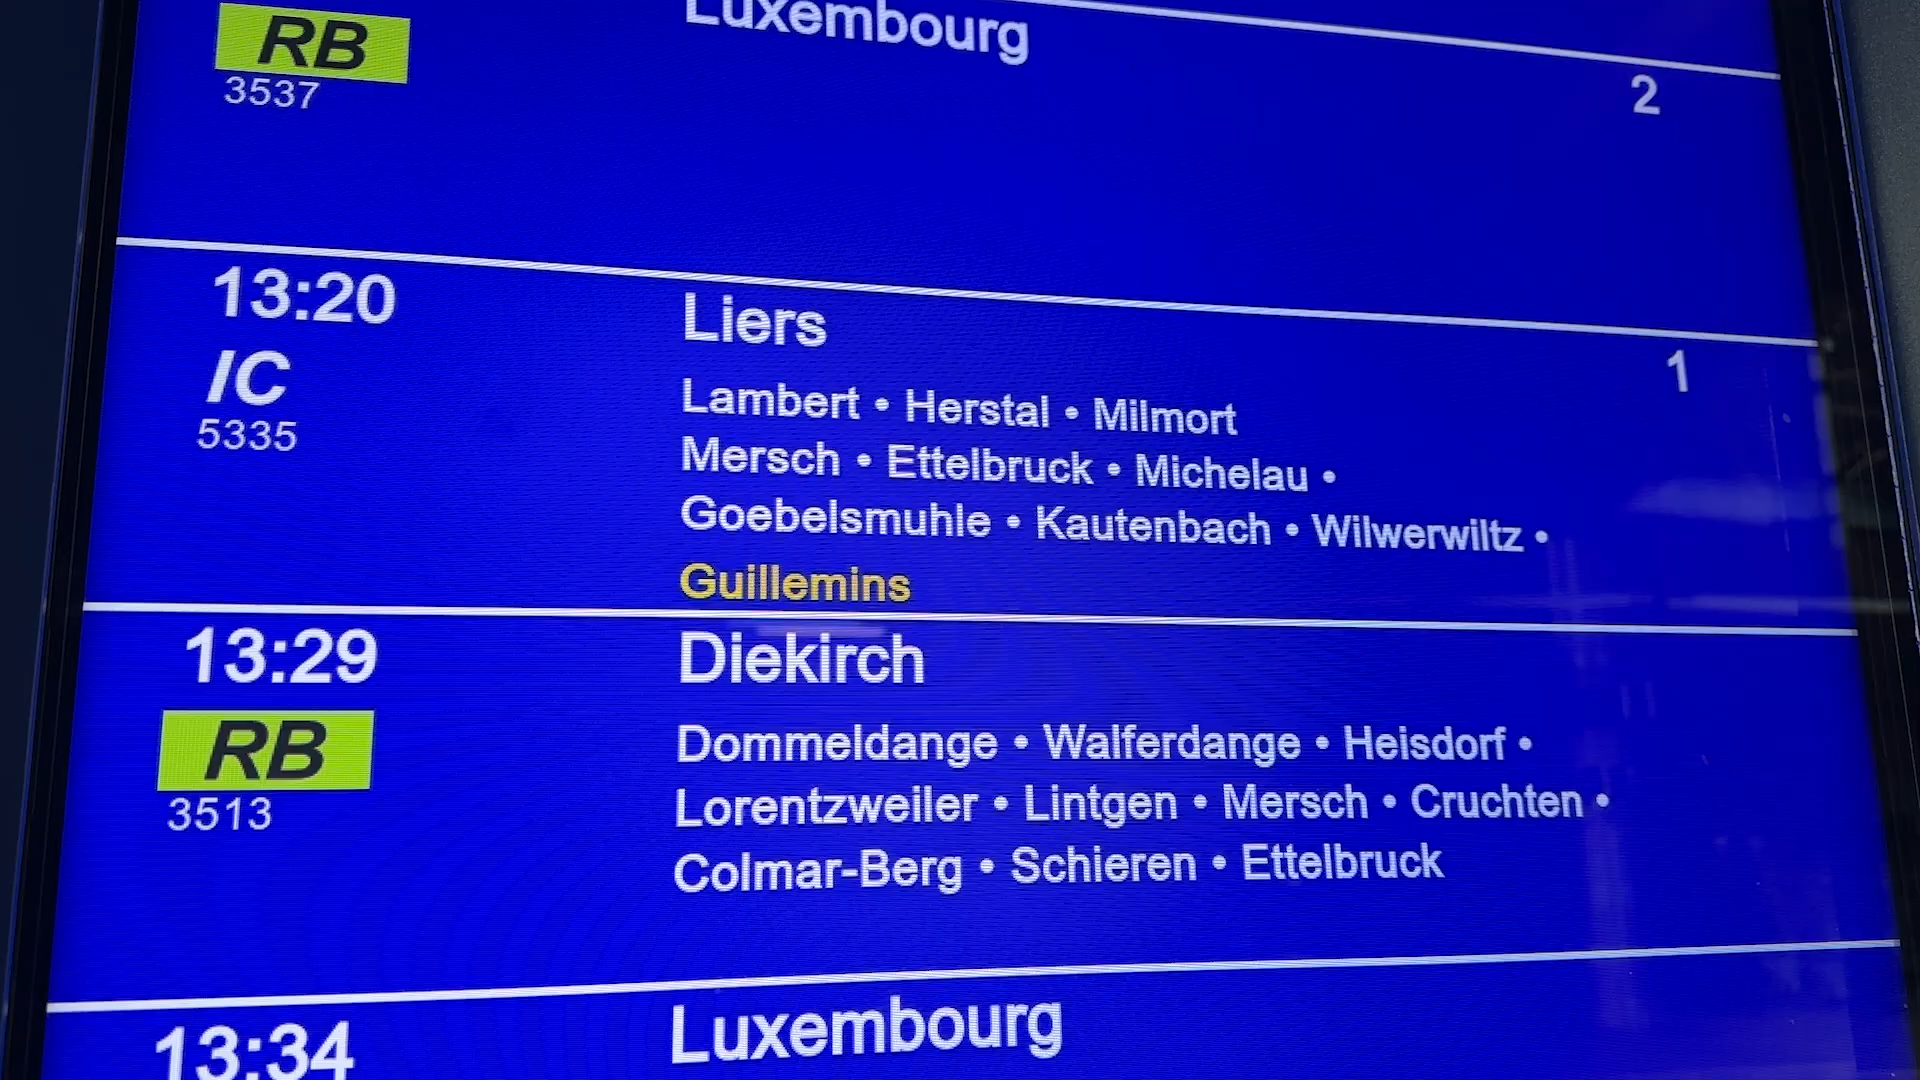 Luxembourg
RB
3537
2
13:20
Liers
1
IC
5335
Lambert • Herstal • Milmort
Mersch • Ettelbruck • Michelau •
Goebelsmuhle • Kautenbach • Wilwerwiltz •
Guillemins
13:29
Diekirch
RB
3513
Dommeldange • Walferdange • Heisdorf •
Lorentzweiler • Lintgen • Mersch • Cruchten •
Colmar-Berg • Schieren • Ettelbruck
13:34
Luxembourg